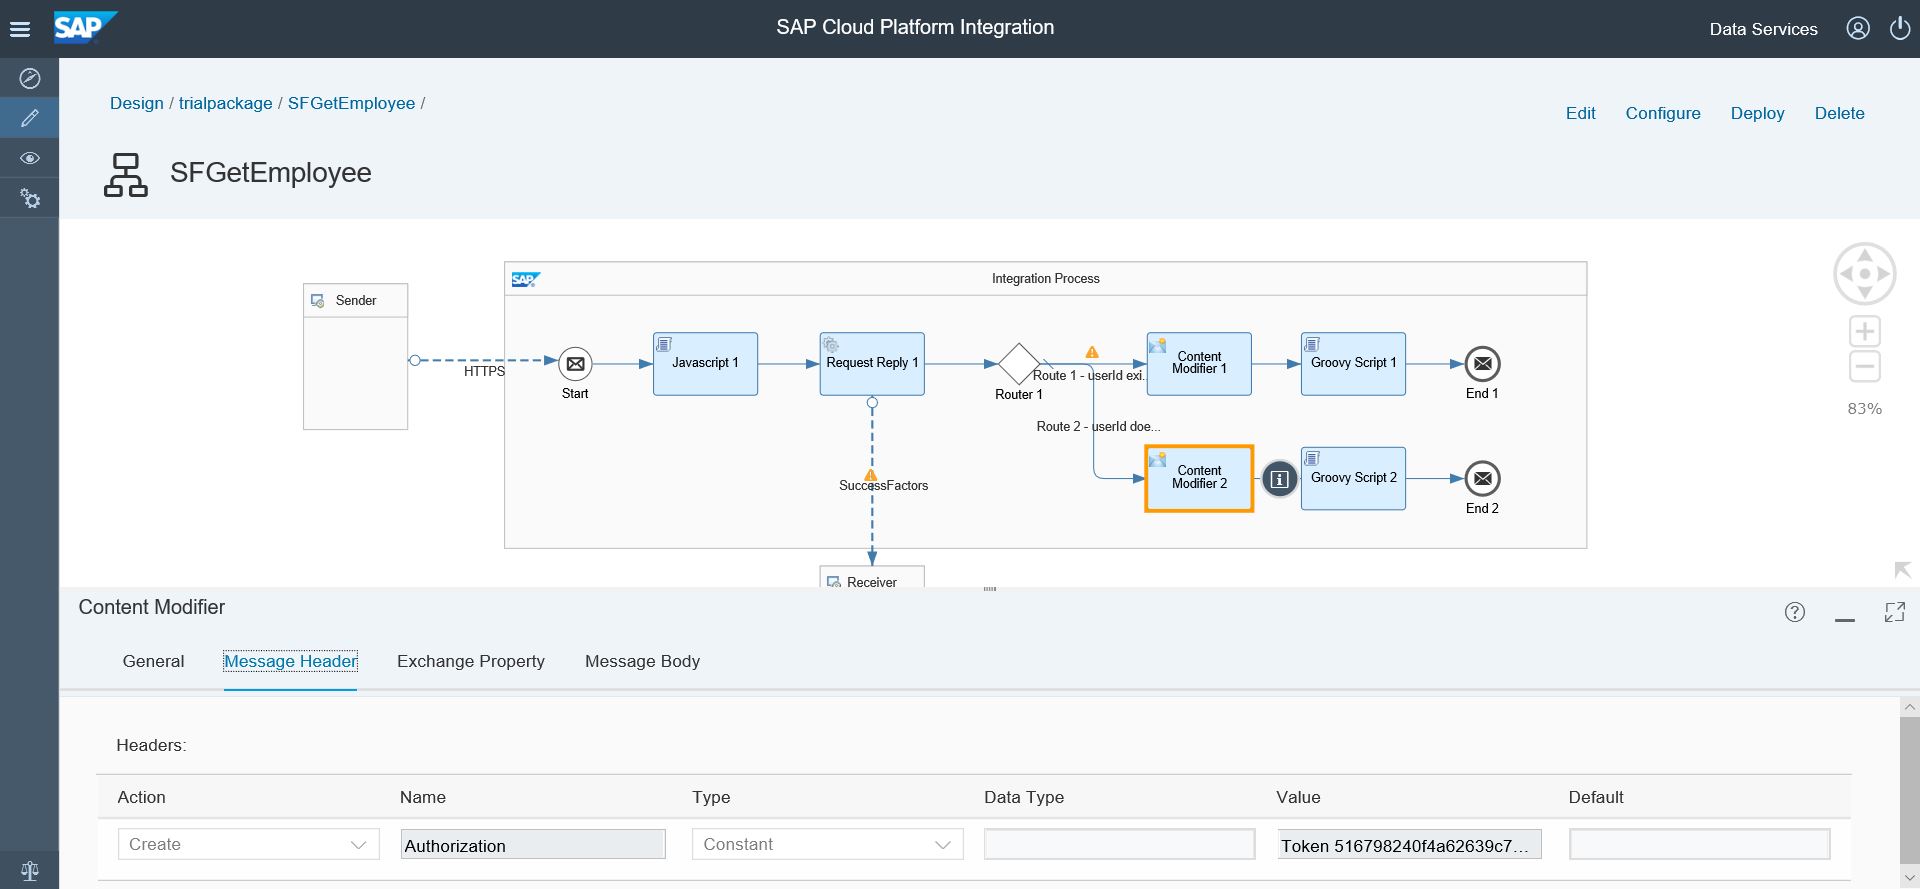 SAP
SAP Cloud Platform Integration
Data Services
Design / trialpackage / SFGetEmployee /
Edit
Configure
Deploy
Delete
SFGetEmployee
SAP
Integration Process
Sender
HTTPS
Start
Javascript 1
Request Reply 1
Router 1
Route 1 - userId exi...
Content
Modifier 1
Groovy Script 1
End 1
Route 2 - userId doe...
Content
Modifier 2
Groovy Script 2
End 2
SuccessFactors
Receiver
83%
Content Modifier
General
Message Header
Exchange Property
Message Body
Headers:
Action
Name
Type
Data Type
Value
Default
Create
Authorization
Constant
Token 516798240f4a62639c7...